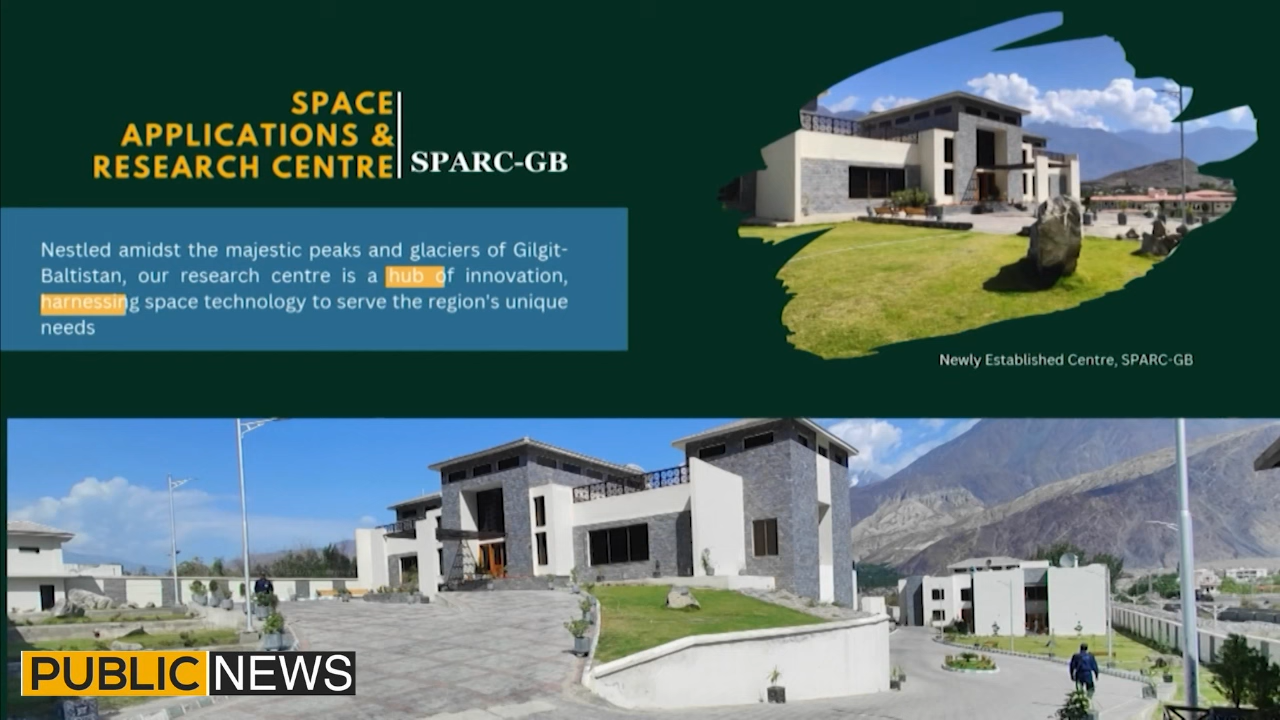 SPACE
APPLICATIONS &
RESEARCH CENTRE
SPARC-GB
Nestled amidst the majestic peaks and glaciers of Gilgit-
Baltistan, our research centre is a hub of innovation,
harnessing space technology to serve the region's unique
needs
Newly Established Centre, SPARC-GB
PUBLIC NEWS